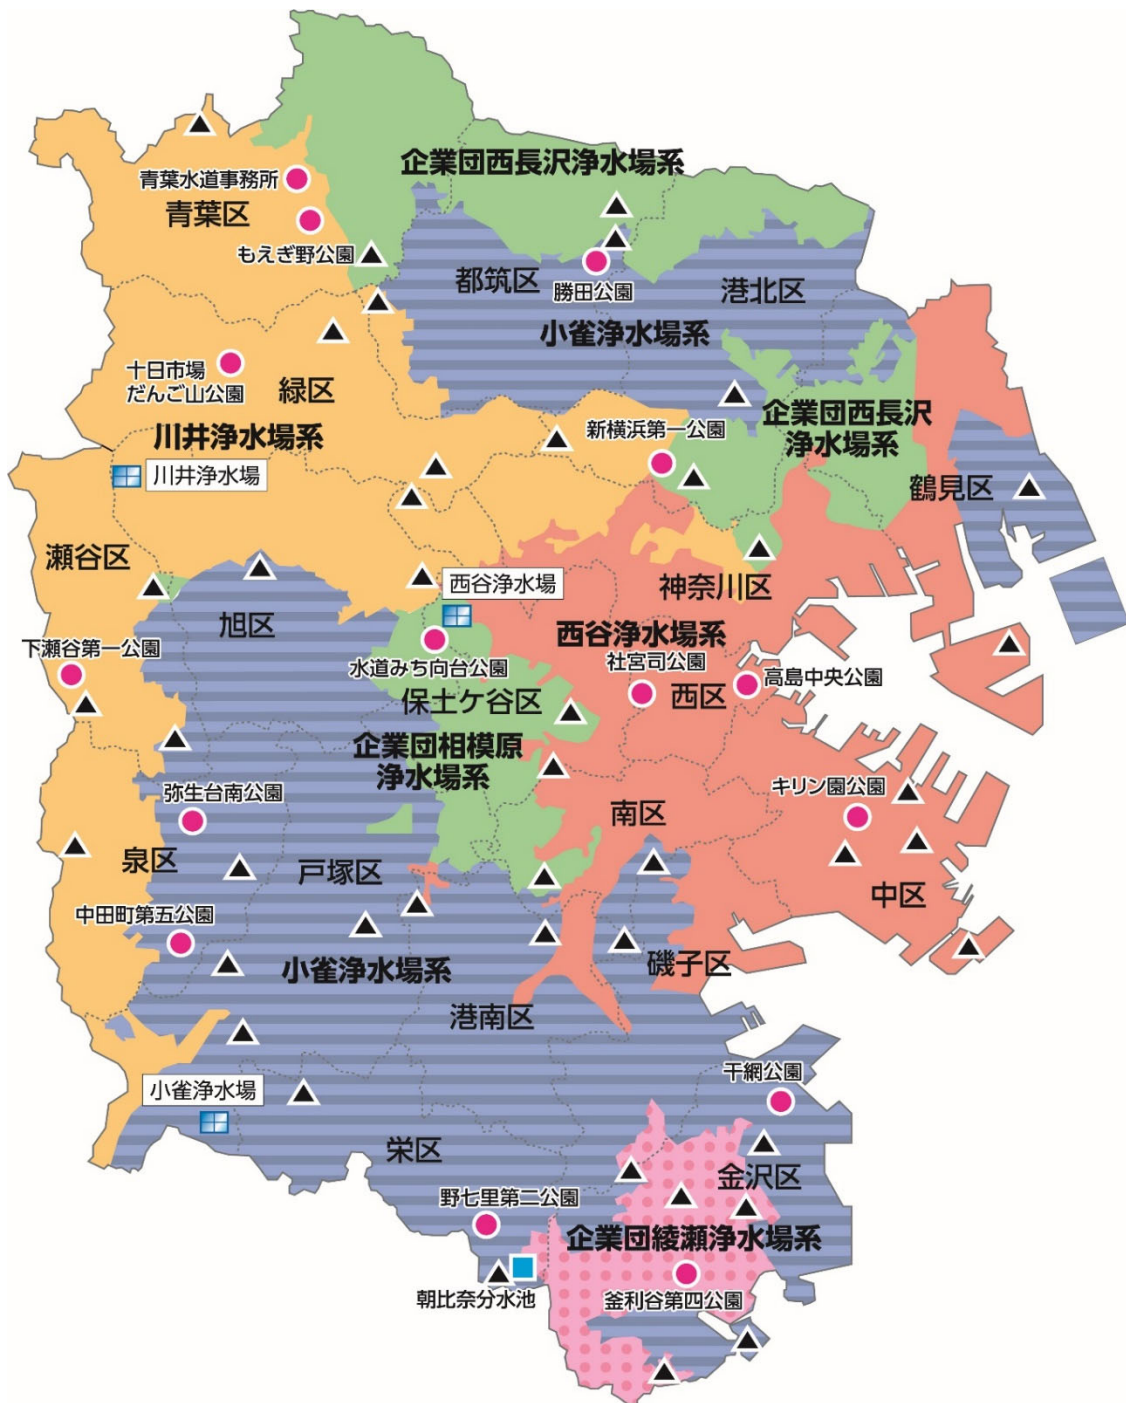 企業団西長沢浄水場系
青葉水道事務所
青葉区
もえぎ野公園
都筑区
勝田公園
港北区
小雀浄水場系
十日市場
だんご山公園
緑区
川井浄水場系
川井浄水場
新横浜第一公園
企業団西長沢
浄水場系
鶴見区
瀬谷区
旭区
西谷浄水場
神奈川区
西谷浄水場系
下瀬谷第一公園
水道みち向台公園
社宮司公園
西区
高島中央公園
保土ケ谷区
企業団相模原
浄水場系
弥生台南公園
泉区
戸塚区
南区
キリン園公園
中区
中田町第五公園
小雀浄水場系
磯子区
港南区
小雀浄水場
干網公園
栄区
金沢区
野七里第二公園
企業団綾瀬浄水場系
朝比奈分水池
釜利谷第四公園